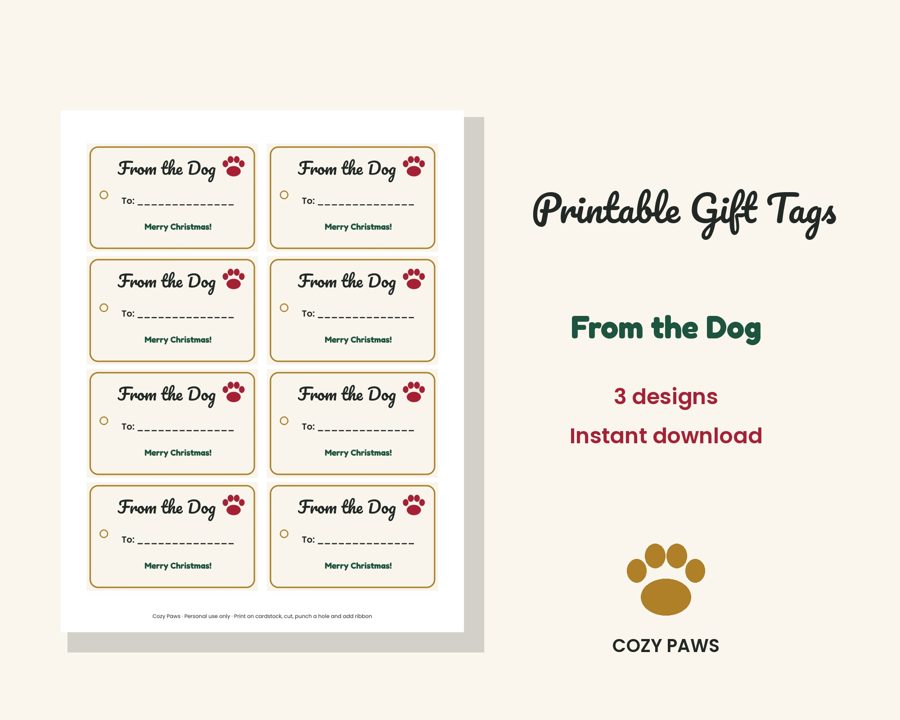 From the Dog
To: ______________
Merry Christmas!
From the Dog
To: ______________
Merry Christmas!
From the Dog
To: ______________
Merry Christmas!
From the Dog
To: ______________
Merry Christmas!
From the Dog
To: ______________
Merry Christmas!
From the Dog
To: ______________
Merry Christmas!
From the Dog
To: ______________
Merry Christmas!
From the Dog
To: ______________
Merry Christmas!
Cozy Paws · Personal use only · Print on cardstock, cut, punch a hole and add ribbon
Printable Gift Tags
From the Dog
3 designs
Instant download
COZY PAWS